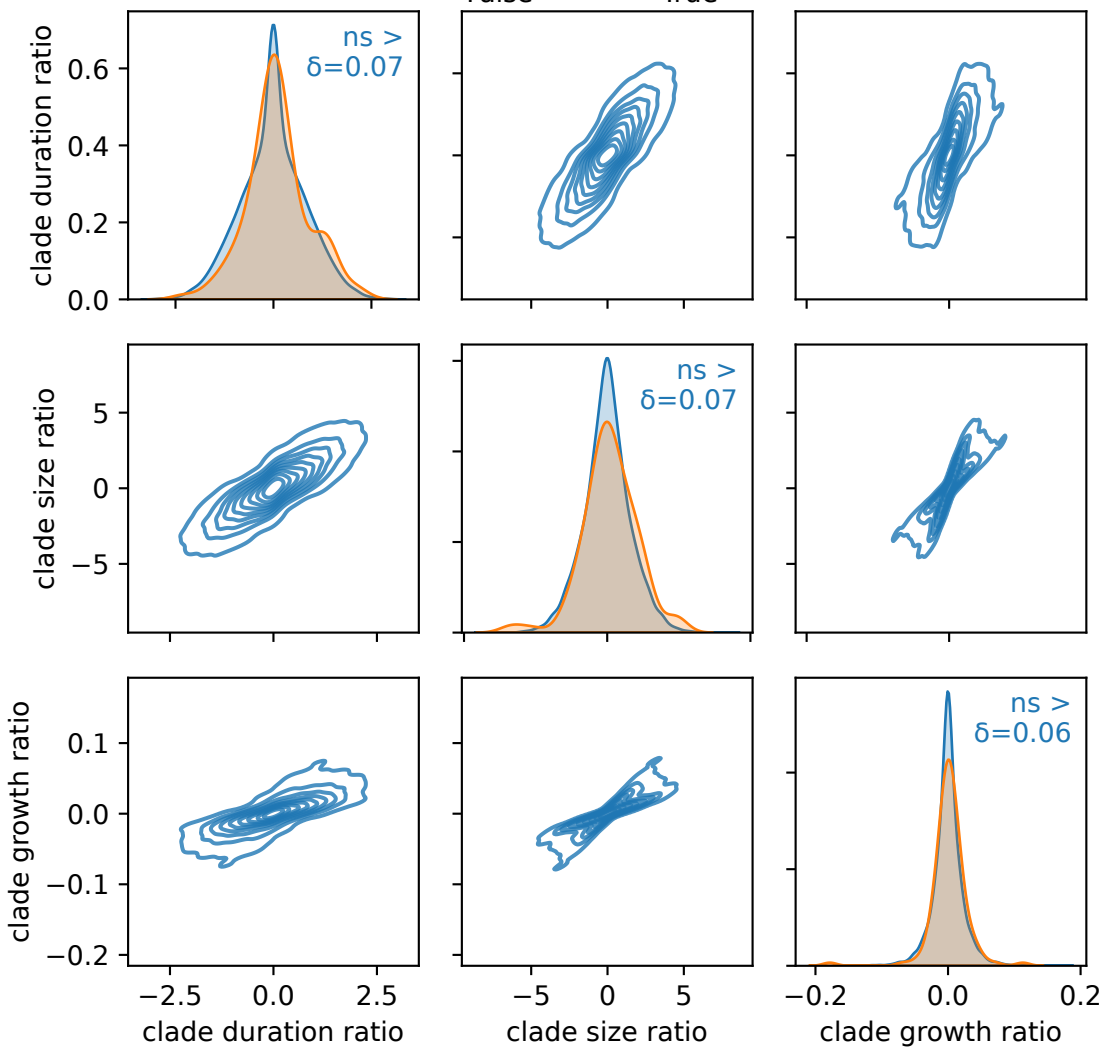 True
clade duration ratio
0.6
0.4
0.2
0.0
ns >
δ=0.07
clade size ratio
5
0
−5
ns >
δ=0.07
clade growth ratio
0.1
0.0
−0.1
−0.2
ns >
δ=0.06
−2.5 0.0 2.5
−5 0 5
−0.2 0.0 0.2
clade duration ratio
clade size ratio
clade growth ratio